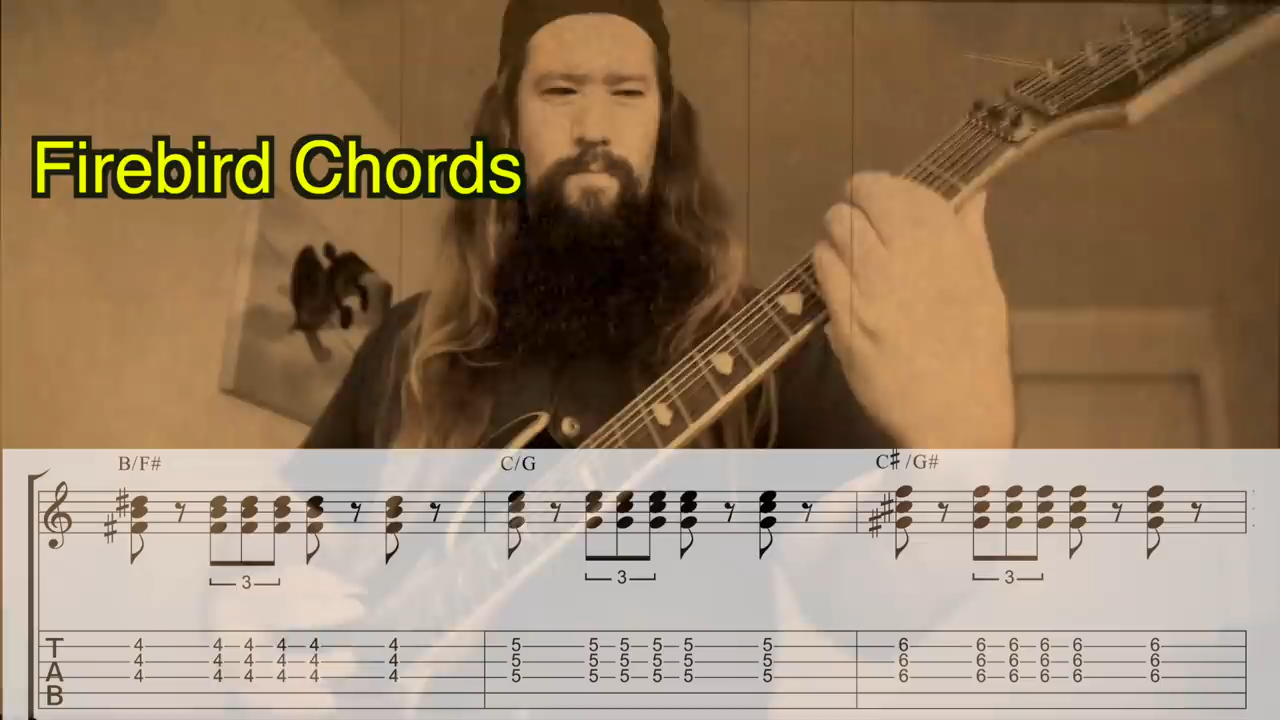 Firebird Chords
B/F# C/G C♯/G#
3 3 3
T 4 4 4 4 4 4 5 5 5 5 5 5 6 6 6 6 6 6
A 4 4 4 4 4 4 5 5 5 5 5 5 6 6 6 6 6 6
B 4 4 4 4 4 4 5 5 5 5 5 5 6 6 6 6 6 6